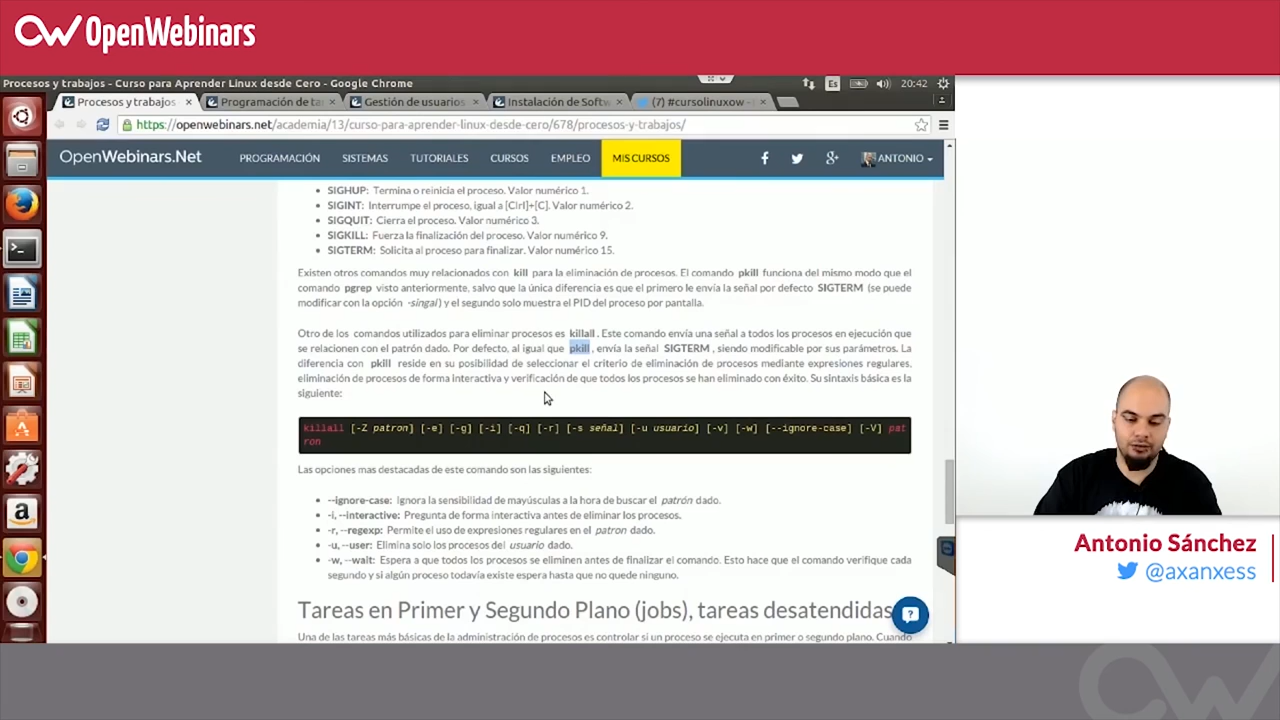 OpenWebinars
Procesos y trabajos - Curso para Aprender Linux desde Cero - Google Chrome
Es
20:42
Procesos y trabajos
Programación de ta
Gestión de usuarios
Instalación de Softw
(7) #cursolinuxow -
https://openwebinars.net/academia/13/curso-para-aprender-linux-desde-cero/678/procesos-y-trabajos/
OpenWebinars.Net
PROGRAMACIÓN
SISTEMAS
TUTORIALES
CURSOS
EMPLEO
MIS CURSOS
ANTONIO
SIGHUP: Termina o reinicia el proceso. Valor numérico 1.
SIGINT: Interrumpe el proceso, igual a [Ctrl]+[C]. Valor numérico 2.
SIGQUIT: Cierra el proceso. Valor numérico 3.
SIGKILL: Fuerza la finalización del proceso. Valor numérico 9.
SIGTERM: Solicita al proceso para finalizar. Valor numérico 15.
Existen otros comandos muy relacionados con kill para la eliminación de procesos. El comando pkill funciona del mismo modo que el
comando pgrep visto anteriormente, salvo que la única diferencia es que el primero le envía la señal por defecto SIGTERM (se puede
modificar con la opción -singal) y el segundo solo muestra el PID del proceso por pantalla.
Otro de los comandos utilizados para eliminar procesos es killall. Este comando envía una señal a todos los procesos en ejecución que
se relacionen con el patrón dado. Por defecto, al igual que pkill, envía la señal SIGTERM, siendo modificable por sus parámetros. La
diferencia con pkill reside en su posibilidad de seleccionar el criterio de eliminación de procesos mediante expresiones regulares,
eliminación de procesos de forma interactiva y verificación de que todos los procesos se han eliminado con éxito. Su sintaxis básica es la
siguiente:
killall [-Z patron] [-e] [-g] [-i] [-q] [-r] [-s señal] [-u usuario] [-v] [-w] [--ignore-case] [-V] pat
ron
Las opciones mas destacadas de este comando son las siguientes:
--ignore-case: Ignora la sensibilidad de mayúsculas a la hora de buscar el patrón dado.
-i, --interactive: Pregunta de forma interactiva antes de eliminar los procesos.
-r, --regexp: Permite el uso de expresiones regulares en el patron dado.
-u, --user: Elimina solo los procesos del usuario dado.
-w, --wait: Espera a que todos los procesos se eliminen antes de finalizar el comando. Esto hace que el comando verifique cada
segundo y si algún proceso todavía existe espera hasta que no quede ninguno.
Tareas en Primer y Segundo Plano (jobs), tareas desatendidas
Una de las tareas más básicas de la administración de procesos es controlar si un proceso se ejecuta en primer o segundo plano. Cuando
Antonio Sánchez
@axanxess